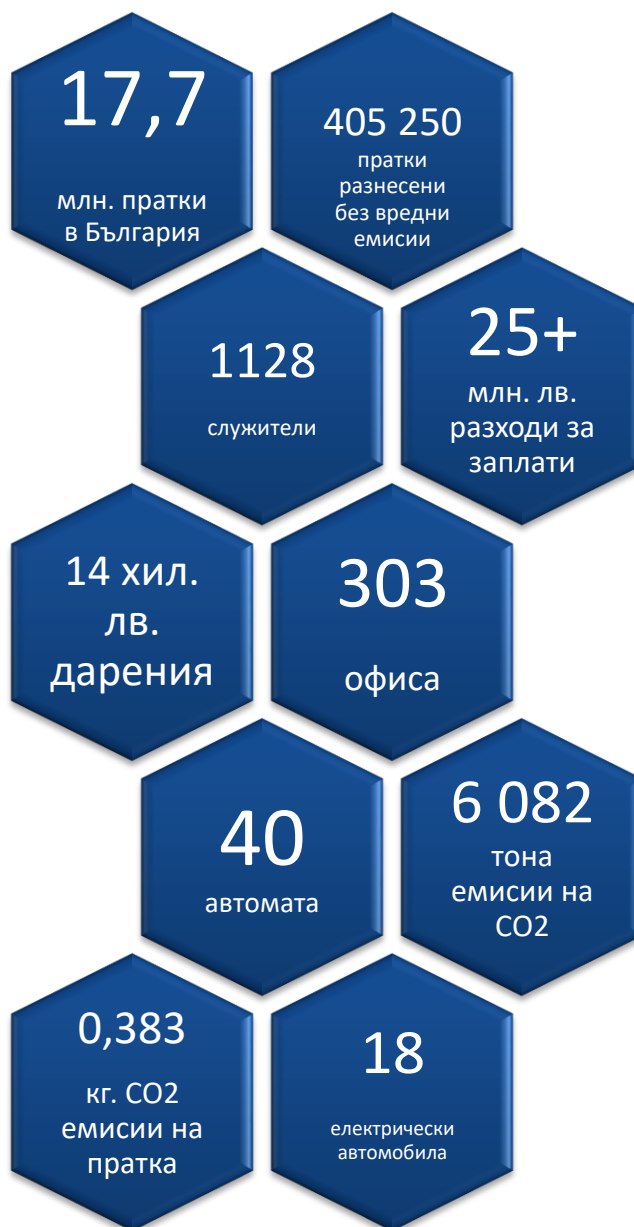 17,7
млн. пратки
в България
405 250
пратки
разнесени
без вредни
емисии
1128
служители
25+
млн. лв.
разходи за
заплати
14 хил.
лв.
дарения
303
офиса
40
автомата
6 082
тона
емисии на
CO2
0,383
кг. CO2
емисии на
пратка
18
електрически
автомобила